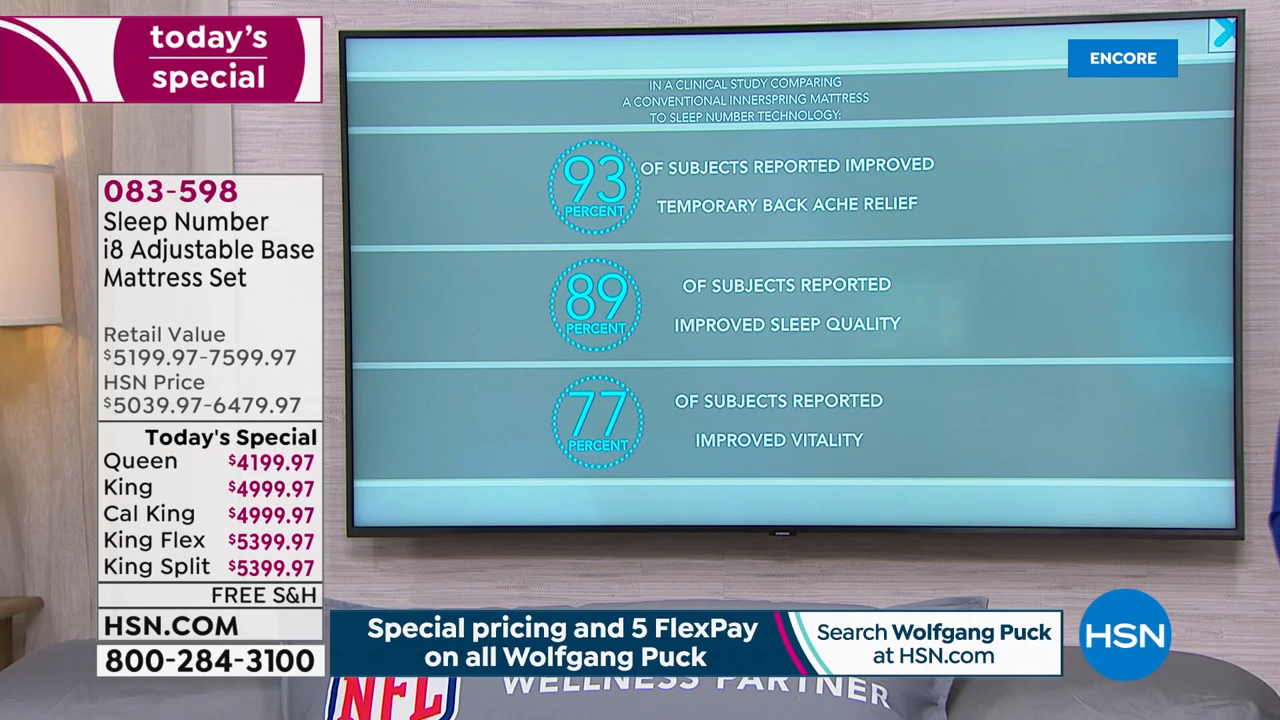 today's
special
083-598
Sleep Number
i8 Adjustable Base
Mattress Set
Retail Value
$5199.97-7599.97
HSN Price
$5039.97-6479.97
Today's Special
Queen $4199.97
King $4999.97
Cal King $4999.97
King Flex $5399.97
King Split $5399.97
FREE S&H
HSN.COM
800-284-3100
ENCORE
IN A CLINICAL STUDY COMPARING
A CONVENTIONAL INNERSPRING MATTRESS
TO SLEEP NUMBER TECHNOLOGY:
93
PERCENT
OF SUBJECTS REPORTED IMPROVED
TEMPORARY BACK ACHE RELIEF
89
PERCENT
OF SUBJECTS REPORTED
IMPROVED SLEEP QUALITY
77
PERCENT
OF SUBJECTS REPORTED
IMPROVED VITALITY
SAMSUNG
Special pricing and 5 FlexPay
on all Wolfgang Puck
Search Wolfgang Puck
at HSN.com
HSN
NFL
WELLNESS PARTNER